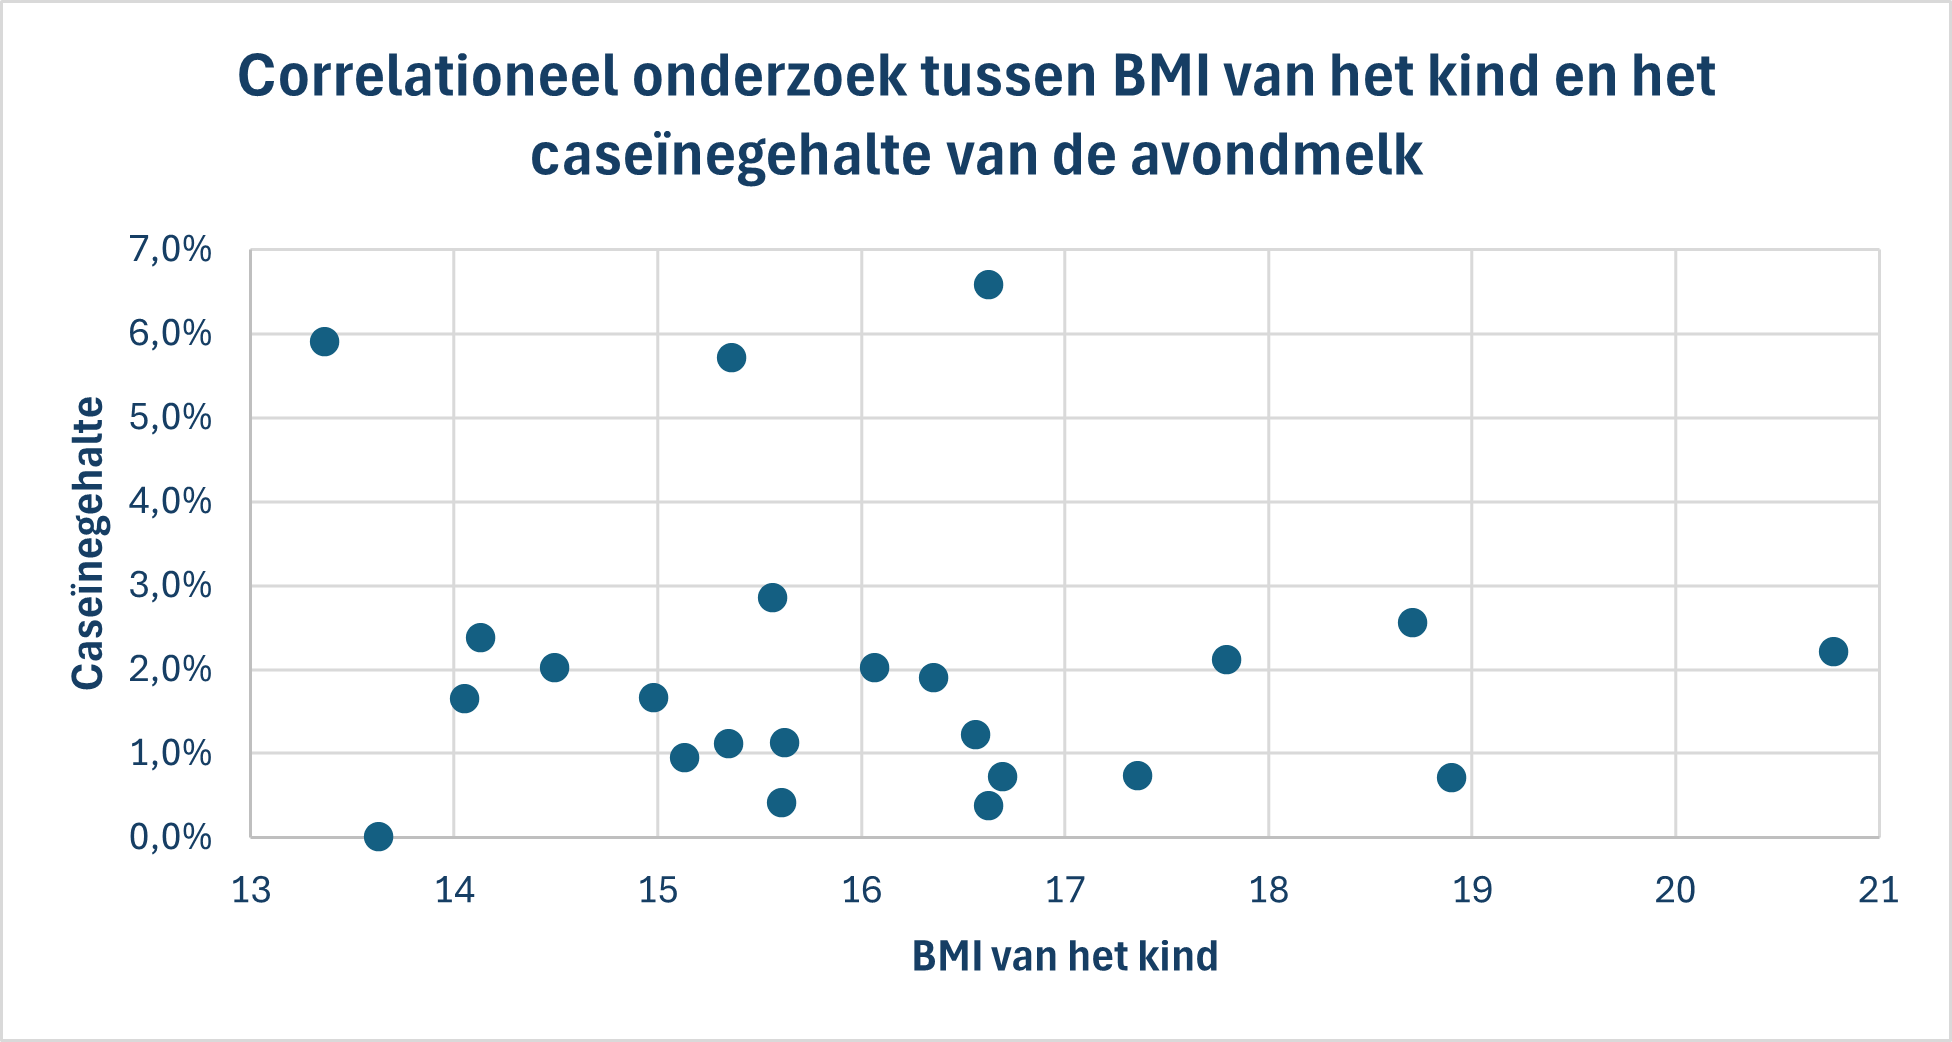 Correlationeel onderzoek tussen BMI van het kind en het
caseïnegehalte van de avondmelk
7,0%
6,0%
5,0%
4,0%
3,0%
2,0%
1,0%
0,0%
Caseïnegehalte
13 14 15 16 17 18 19 20 21
BMI van het kind